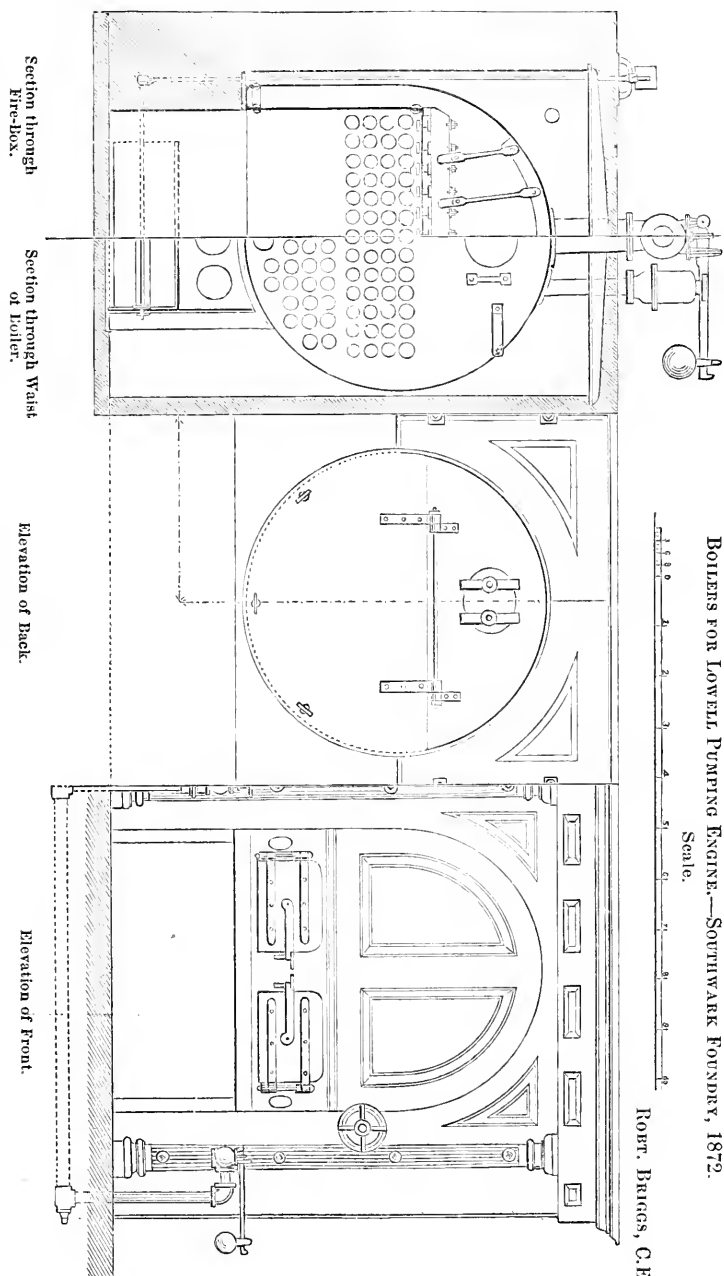 BOILERS FOR LOWELL PUMPING ENGINE.—SOUTHWARK FOUNDRY, 1872.
ROBT. BRIGGS, C.E
Scale.
Section through
Fire-Box.
Section through Waist
of Boiler.
Elevation of Back.
Elevation of Front.